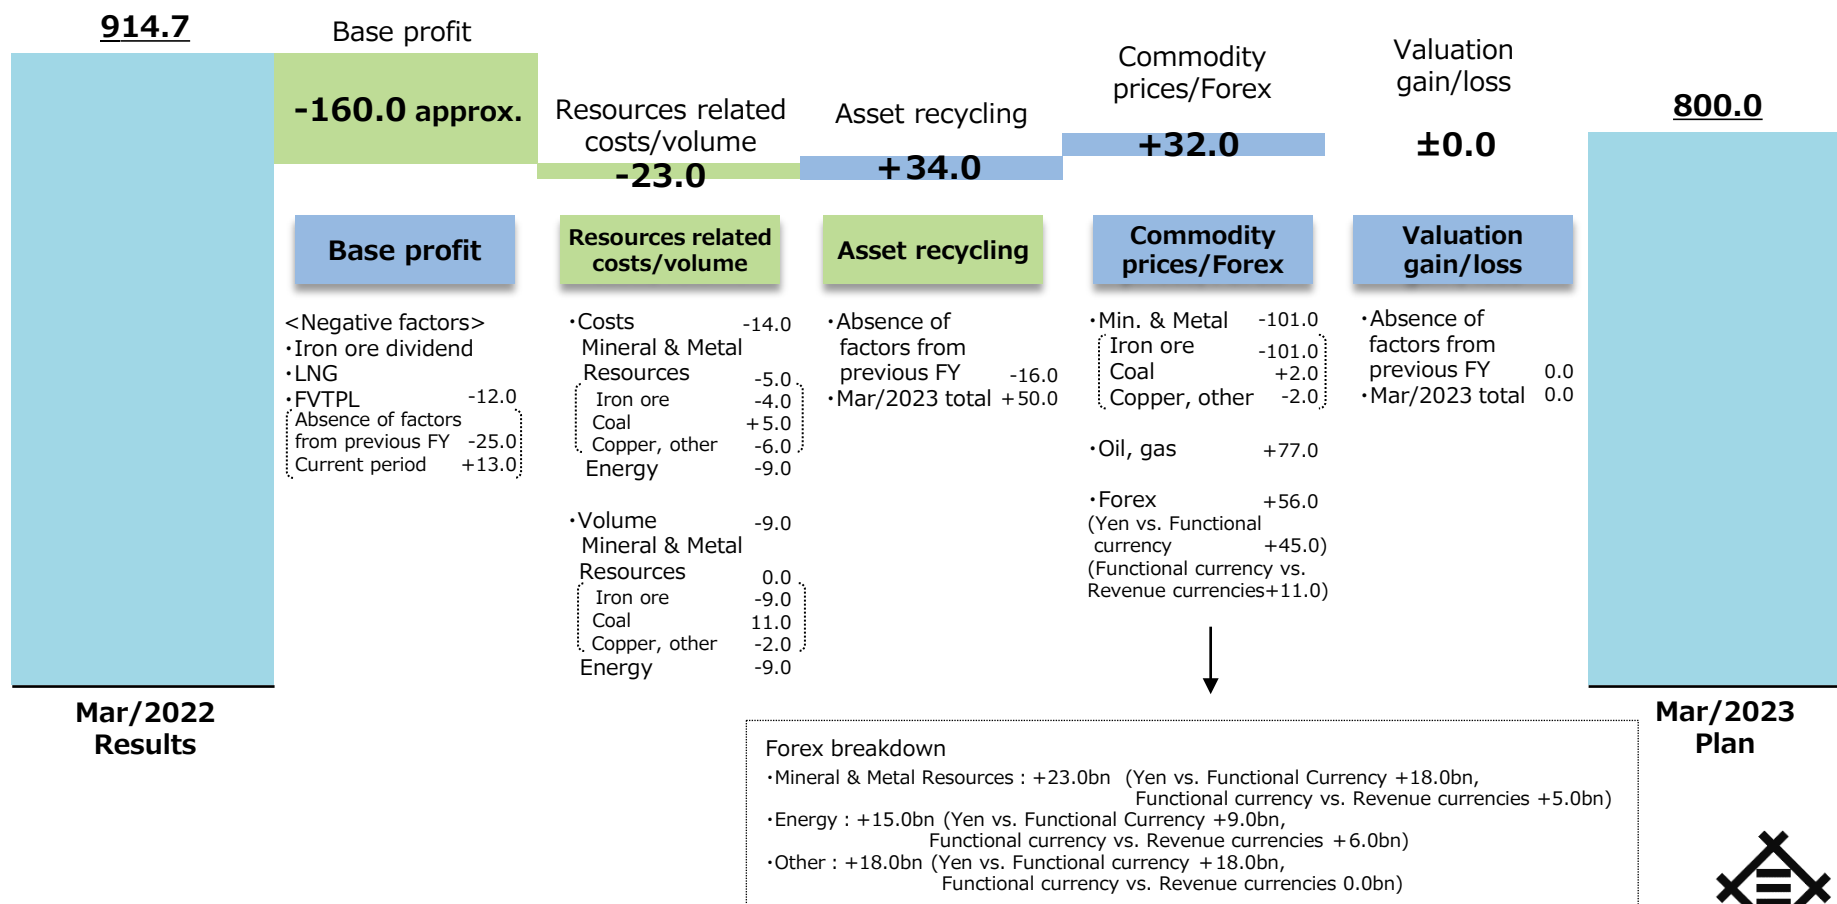 914.7
Base profit
-160.0 approx.
Resources related
costs/volume
-23.0
Asset recycling
+34.0
Commodity
prices/Forex
+32.0
Valuation
gain/loss
±0.0
800.0
Base profit
<Negative factors>
・Iron ore dividend
・LNG
・FVTPL -12.0
Absence of factors
from previous FY -25.0
Current period +13.0
Resources related
costs/volume
・Costs -14.0
Mineral & Metal
Resources -5.0
Iron ore -4.0
Coal +5.0
Copper, other -6.0
Energy -9.0
・Volume -9.0
Mineral & Metal
Resources 0.0
Iron ore -9.0
Coal 11.0
Copper, other -2.0
Energy -9.0
Asset recycling
・Absence of
factors from
previous FY -16.0
・Mar/2023 total +50.0
Commodity
prices/Forex
・Min. & Metal -101.0
Iron ore -101.0
Coal +2.0
Copper, other -2.0
・Oil, gas +77.0
・Forex +56.0
(Yen vs. Functional
currency +45.0)
(Functional currency vs.
Revenue currencies+11.0)
Valuation
gain/loss
・Absence of
factors from
previous FY 0.0
・Mar/2023 total 0.0
Mar/2022
Results
Mar/2023
Plan
Forex breakdown
・Mineral & Metal Resources : +23.0bn (Yen vs. Functional Currency +18.0bn,
Functional currency vs. Revenue currencies +5.0bn)
・Energy : +15.0bn (Yen vs. Functional Currency +9.0bn,
Functional currency vs. Revenue currencies +6.0bn)
・Other : +18.0bn (Yen vs. Functional currency +18.0bn,
Functional currency vs. Revenue currencies 0.0bn)